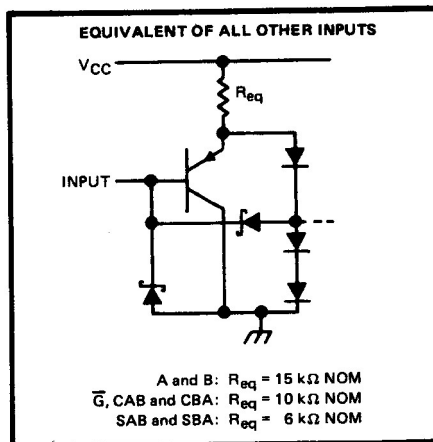 EQUIVALENT OF ALL OTHER INPUTS
VCC
Req
INPUT
A and B: Req = 15 kΩ NOM
G̅, CAB and CBA: Req = 10 kΩ NOM
SAB and SBA: Req = 6 kΩ NOM